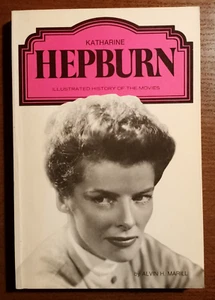 KATHARINE
HEPBURN
ILLUSTRATED HISTORY OF THE MOVIES
by ALVIN H. MARILL